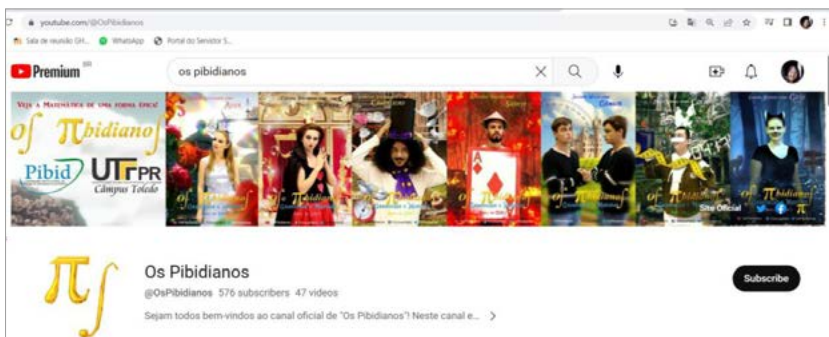 youtube.com/@OsPibidianos
Sala de reunião GH... WhatsApp Portal do Servidor S...
Premium BR
os pibidianos
VEJA A MATEMÁTICA DE UMA FORMA ÉPICA!
os πbidianos
Pibid UTFPR
Câmpus Toledo
Site Oficial
π∫
Os Pibidianos
@OsPibidianos 576 subscribers 47 videos
Subscribe
Sejam todos bem-vindos ao canal oficial de "Os Pibidianos"! Neste canal e...